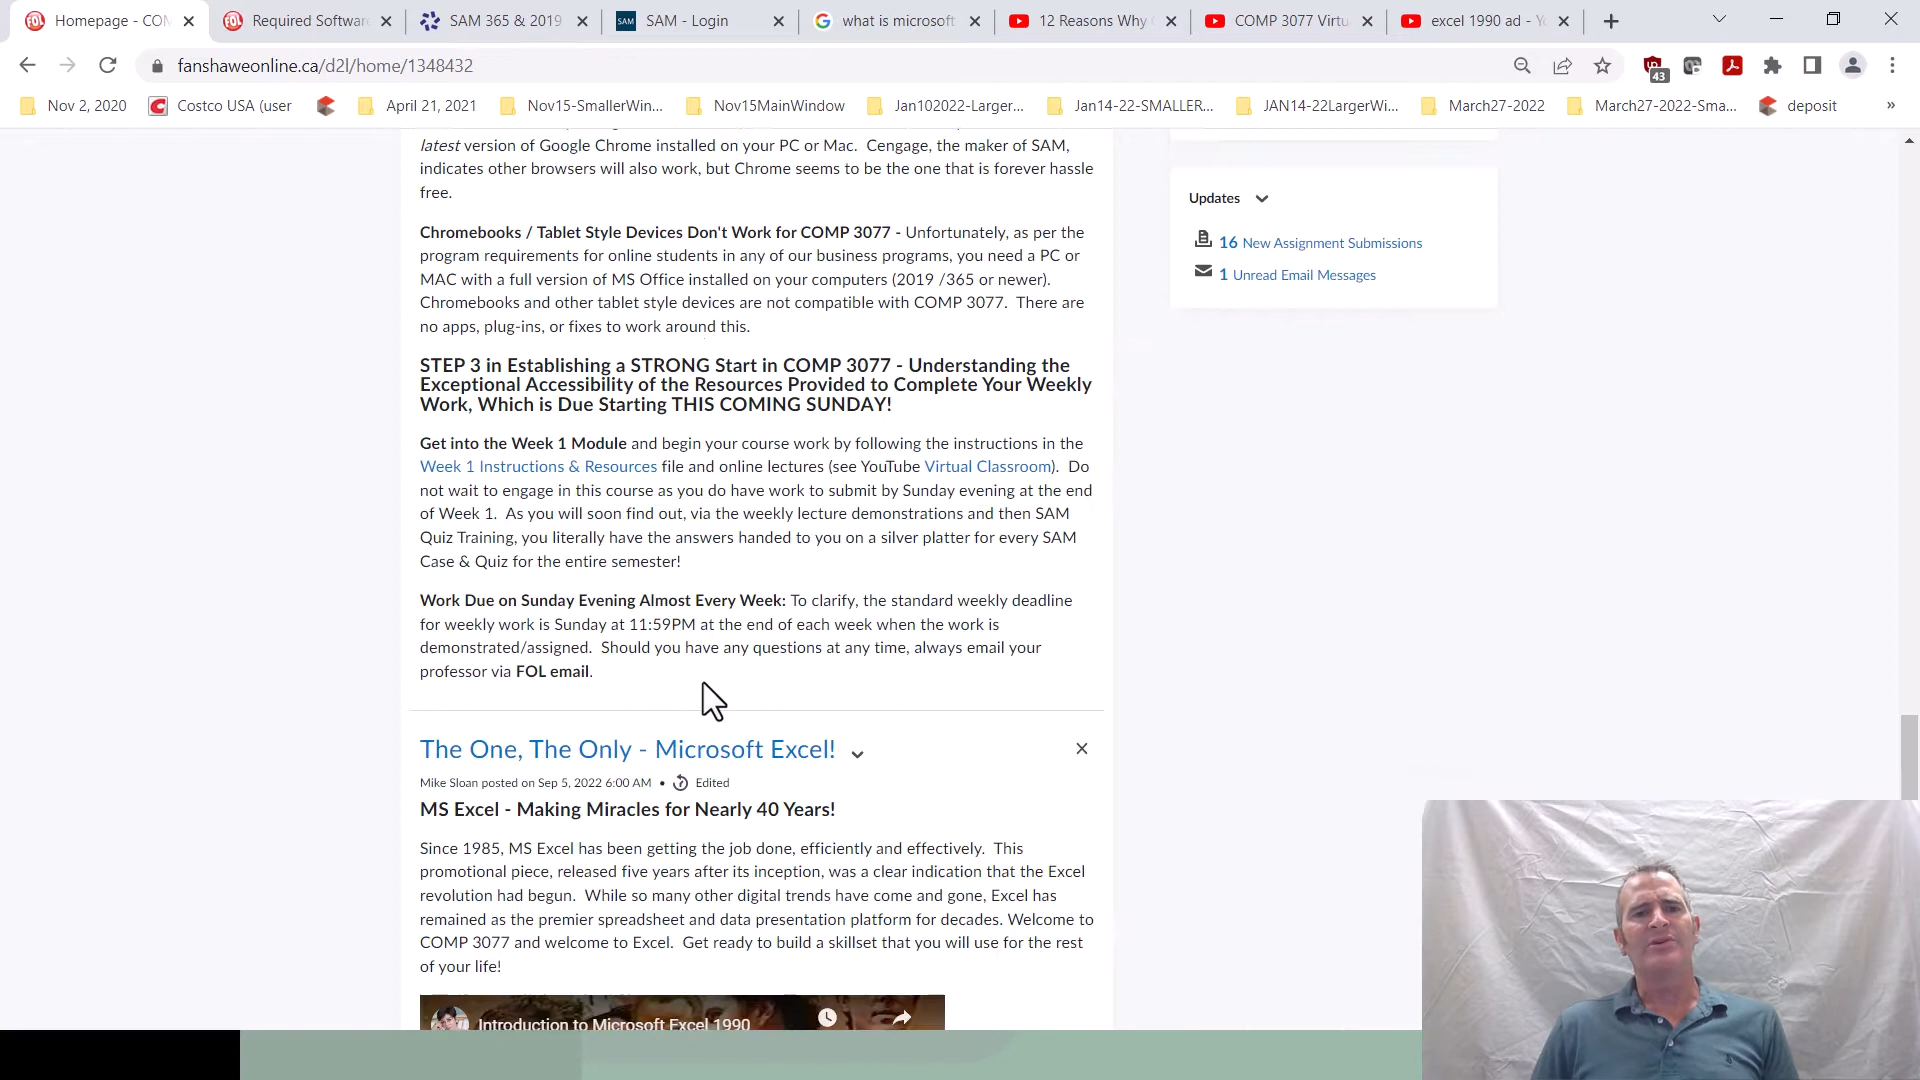 Homepage - COM
Required Software
SAM 365 & 2019
SAM
SAM - Login
what is microsoft
12 Reasons Why
COMP 3077 Virtu
excel 1990 ad - Yo
fanshaweonline.ca/d2l/home/1348432
43
Nov 2, 2020
Costco USA (user
April 21, 2021
Nov15-SmallerWin...
Nov15MainWindow
Jan102022-Larger...
Jan14-22-SMALLER...
JAN14-22LargerWi...
March27-2022
March27-2022-Sma...
deposit
»
latest version of Google Chrome installed on your PC or Mac. Cengage, the maker of SAM,
indicates other browsers will also work, but Chrome seems to be the one that is forever hassle
free.
Chromebooks / Tablet Style Devices Don't Work for COMP 3077 - Unfortunately, as per the
program requirements for online students in any of our business programs, you need a PC or
MAC with a full version of MS Office installed on your computers (2019 /365 or newer).
Chromebooks and other tablet style devices are not compatible with COMP 3077. There are
no apps, plug-ins, or fixes to work around this.
STEP 3 in Establishing a STRONG Start in COMP 3077 - Understanding the
Exceptional Accessibility of the Resources Provided to Complete Your Weekly
Work, Which is Due Starting THIS COMING SUNDAY!
Get into the Week 1 Module and begin your course work by following the instructions in the
Week 1 Instructions & Resources file and online lectures (see YouTube Virtual Classroom). Do
not wait to engage in this course as you do have work to submit by Sunday evening at the end
of Week 1. As you will soon find out, via the weekly lecture demonstrations and then SAM
Quiz Training, you literally have the answers handed to you on a silver platter for every SAM
Case & Quiz for the entire semester!
Work Due on Sunday Evening Almost Every Week: To clarify, the standard weekly deadline
for weekly work is Sunday at 11:59PM at the end of each week when the work is
demonstrated/assigned. Should you have any questions at any time, always email your
professor via FOL email.
The One, The Only - Microsoft Excel!
Mike Sloan posted on Sep 5, 2022 6:00 AM • Edited
MS Excel - Making Miracles for Nearly 40 Years!
Since 1985, MS Excel has been getting the job done, efficiently and effectively. This
promotional piece, released five years after its inception, was a clear indication that the Excel
revolution had begun. While so many other digital trends have come and gone, Excel has
remained as the premier spreadsheet and data presentation platform for decades. Welcome to
COMP 3077 and welcome to Excel. Get ready to build a skillset that you will use for the rest
of your life!
Introduction to Microsoft Excel 1990
Updates
16 New Assignment Submissions
1 Unread Email Messages